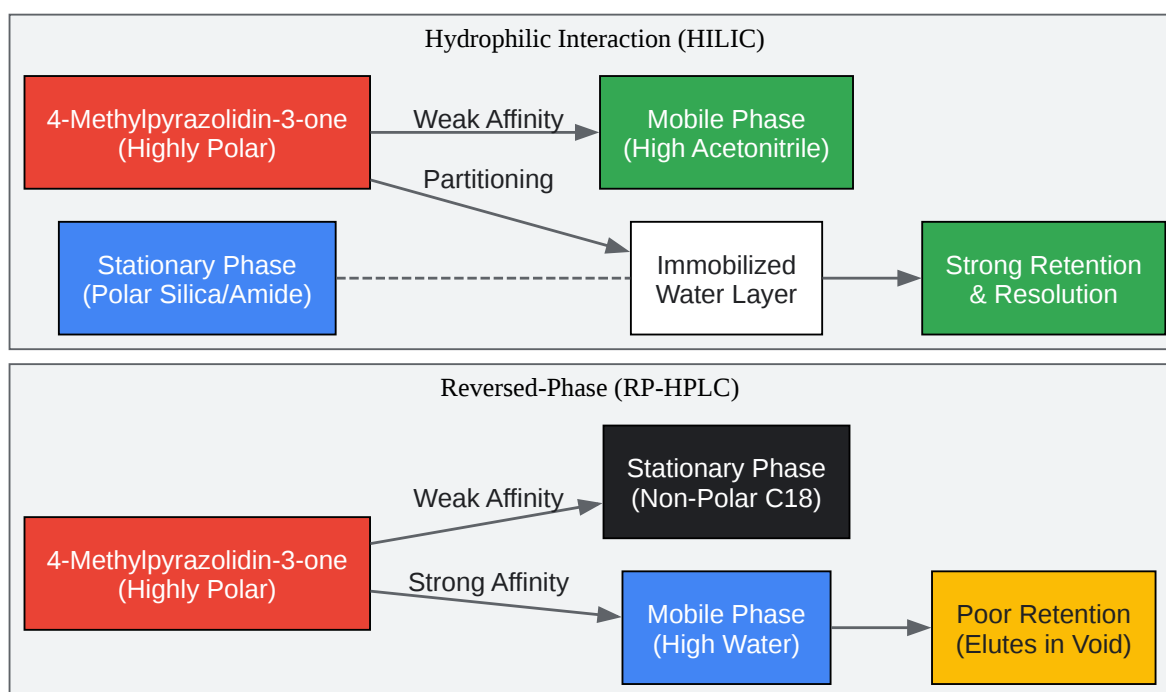 Hydrophilic Interaction (HILIC)
4-Methylpyrazolidin-3-one
(Highly Polar)
Weak Affinity
Mobile Phase
(High Acetonitrile)
Partitioning
Stationary Phase
(Polar Silica/Amide)
Immobilized
Water Layer
Strong Retention
& Resolution
Reversed-Phase (RP-HPLC)
Stationary Phase
(Non-Polar C18)
Weak Affinity
4-Methylpyrazolidin-3-one
(Highly Polar)
Strong Affinity
Mobile Phase
(High Water)
Poor Retention
(Elutes in Void)